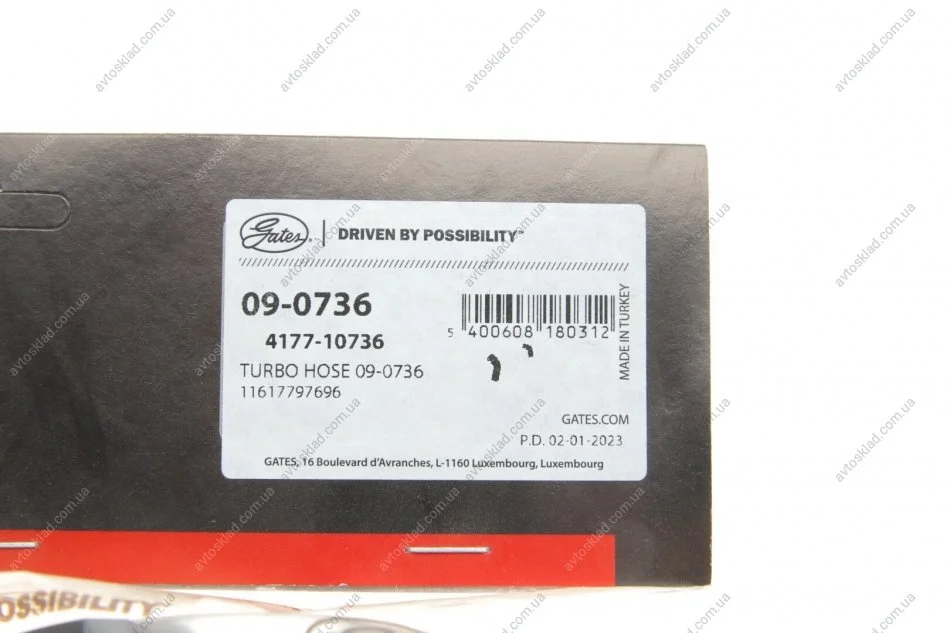 Gates. | DRIVEN BY POSSIBILITY™
09-0736
4177-10736
TURBO HOSE 09-0736
11617797696
5 400608 180312
MADE IN TURKEY
GATES.COM
P.D. 02-01-2023
GATES, 16 Boulevard d'Avranches, L-1160 Luxembourg, Luxembourg
OSSIBILITY
avtosklad.com.ua